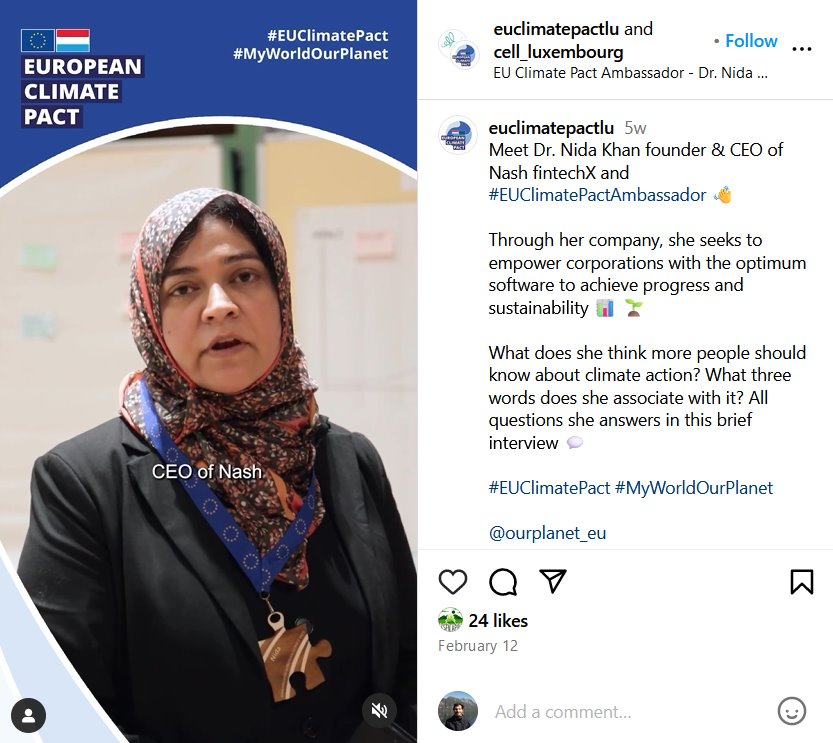 #EUClimatePact
#MyWorldOurPlanet
EUROPEAN
CLIMATE
PACT
CEO of Nash
Nida
euclimatepactlu and
cell_luxembourg
• Follow
EU Climate Pact Ambassador - Dr. Nida ...
euclimatepactlu 5w
Meet Dr. Nida Khan founder & CEO of
Nash fintechX and
#EUClimatePactAmbassador 👏
Through her company, she seeks to
empower corporations with the optimum
software to achieve progress and
sustainability 📊 🌱
What does she think more people should
know about climate action? What three
words does she associate with it? All
questions she answers in this brief
interview 💬
#EUClimatePact #MyWorldOurPlanet
@ourplanet_eu
24 likes
February 12
Add a comment...